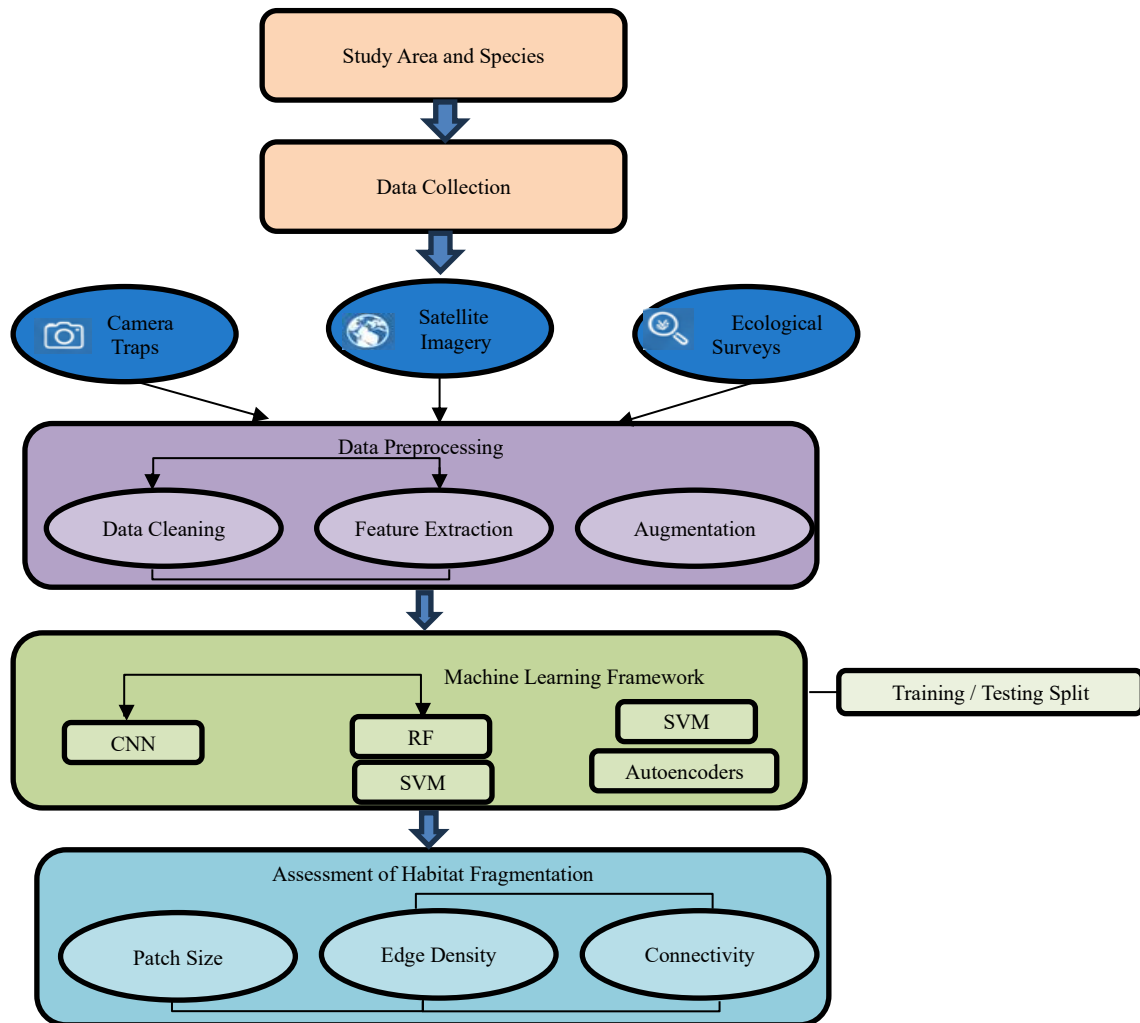 Study Area and Species
Data Collection
Camera
Traps
Satellite
Imagery
Ecological
Surveys
Data Preprocessing
Data Cleaning
Feature Extraction
Augmentation
Machine Learning Framework
Training / Testing Split
CNN
RF
SVM
SVM
Autoencoders
Assessment of Habitat Fragmentation
Patch Size
Edge Density
Connectivity